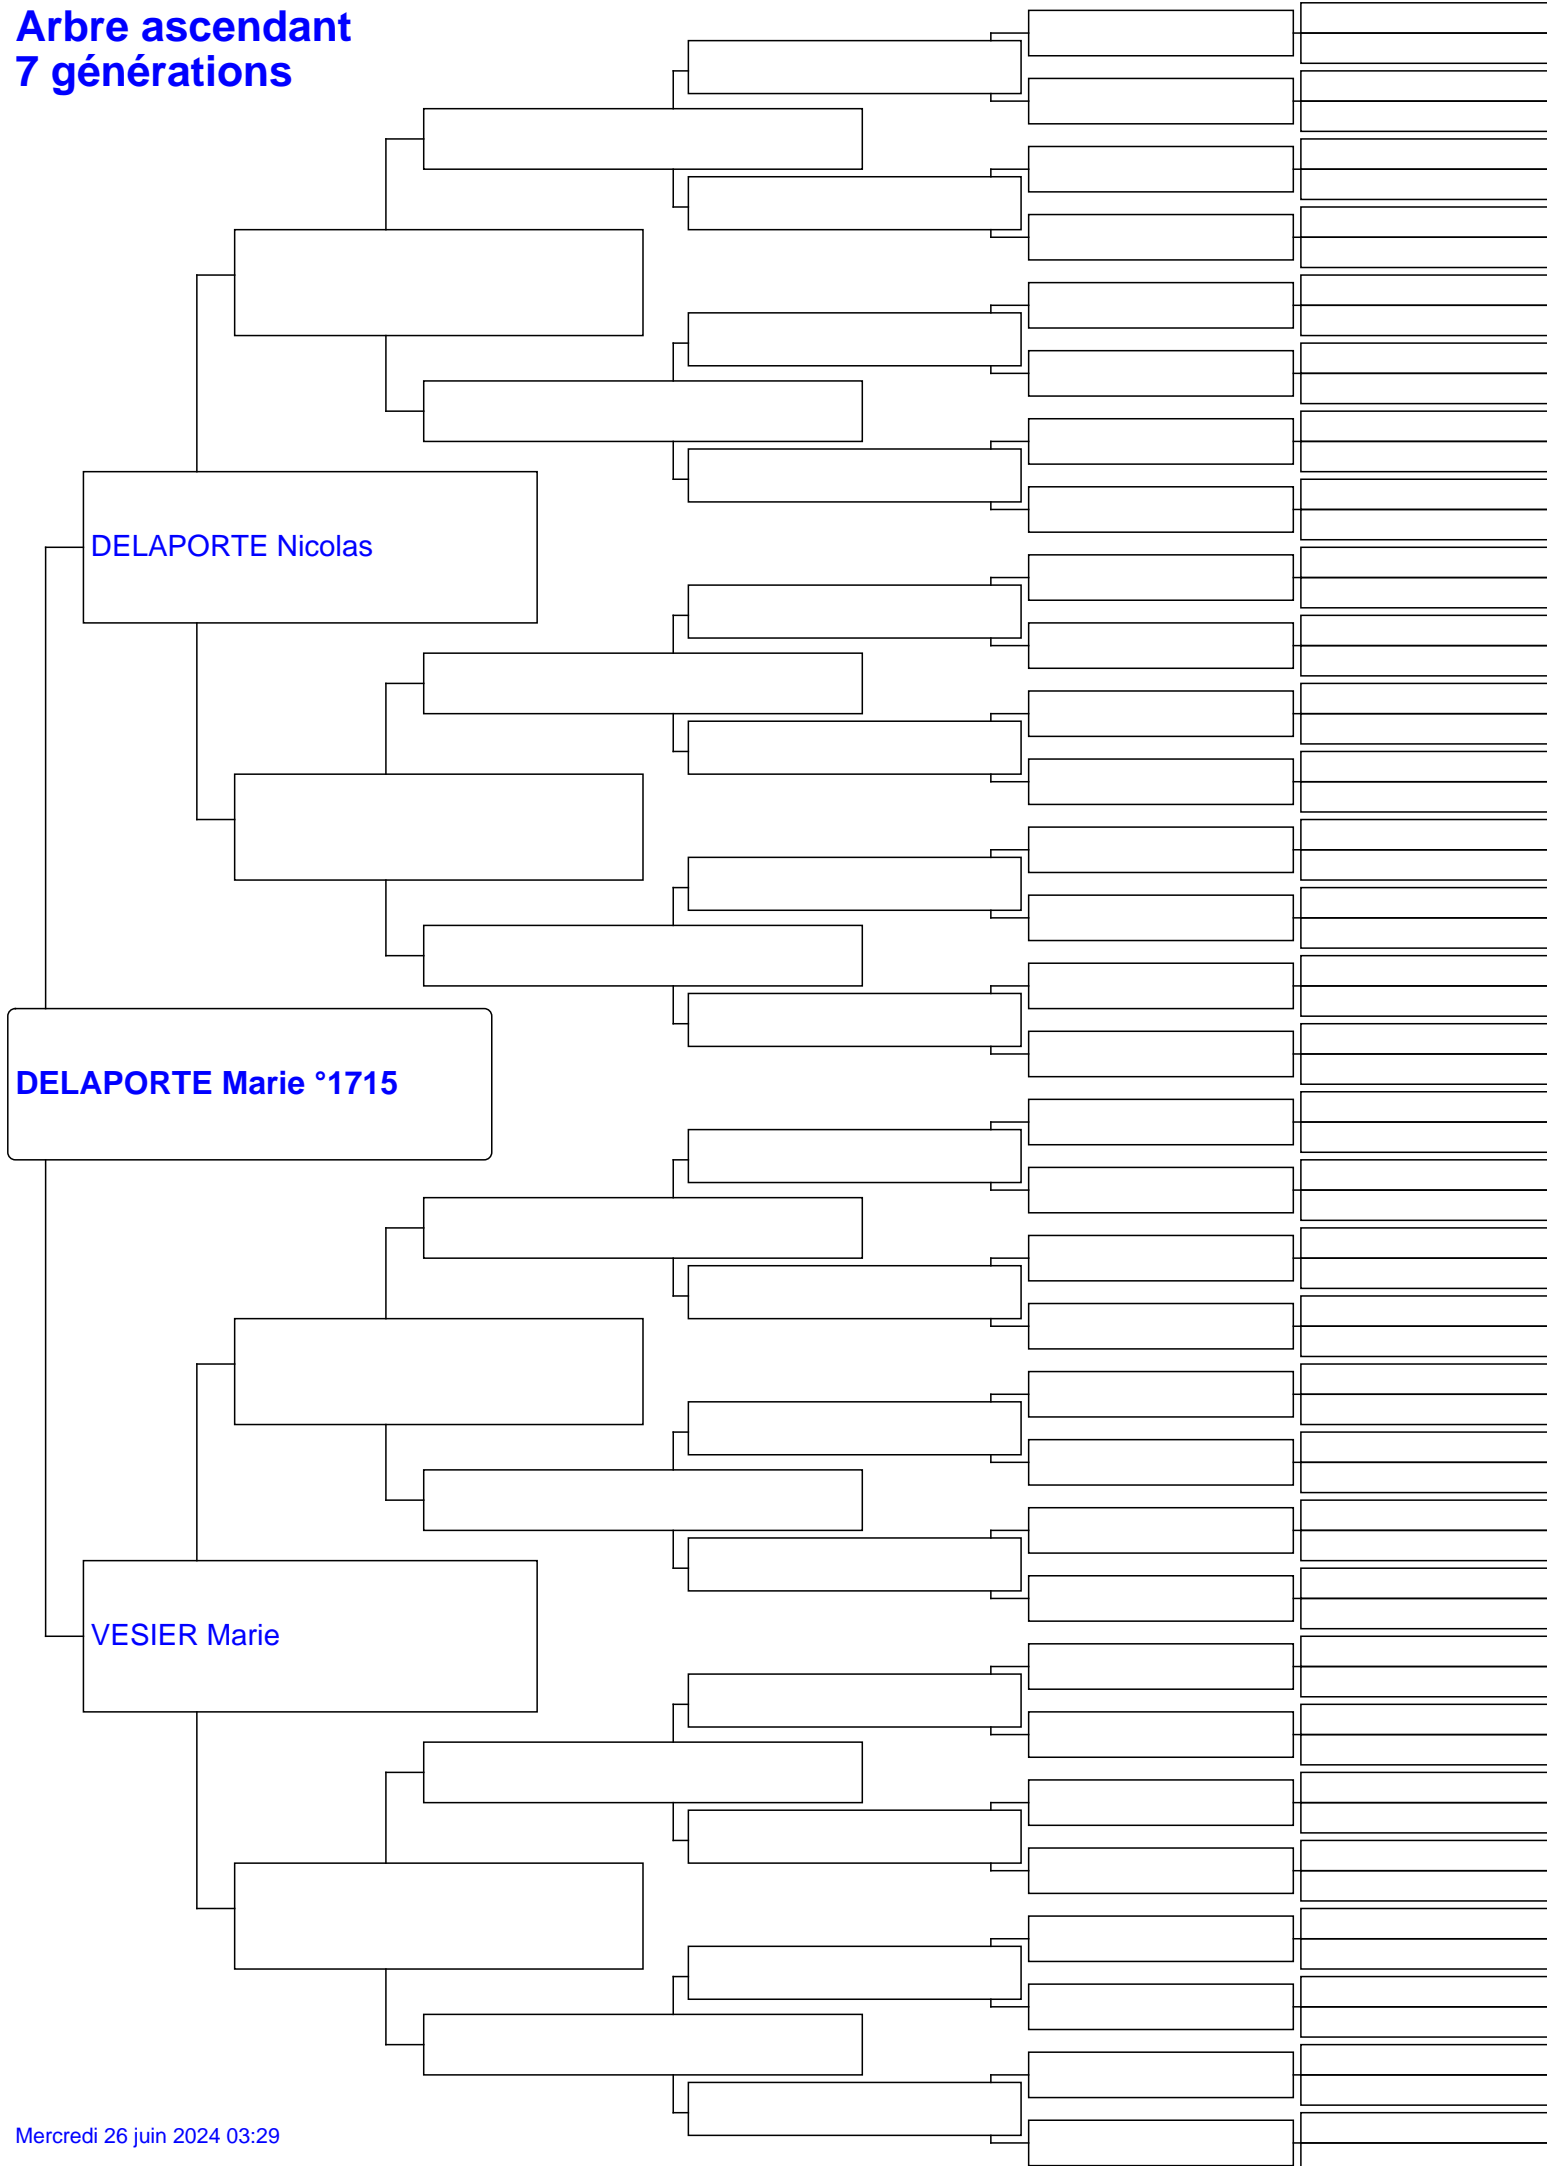 Arbre ascendant
7 générations
DELAPORTE Nicolas
DELAPORTE Marie °1715
VESIER Marie
Mercredi 26 juin 2024 03:29